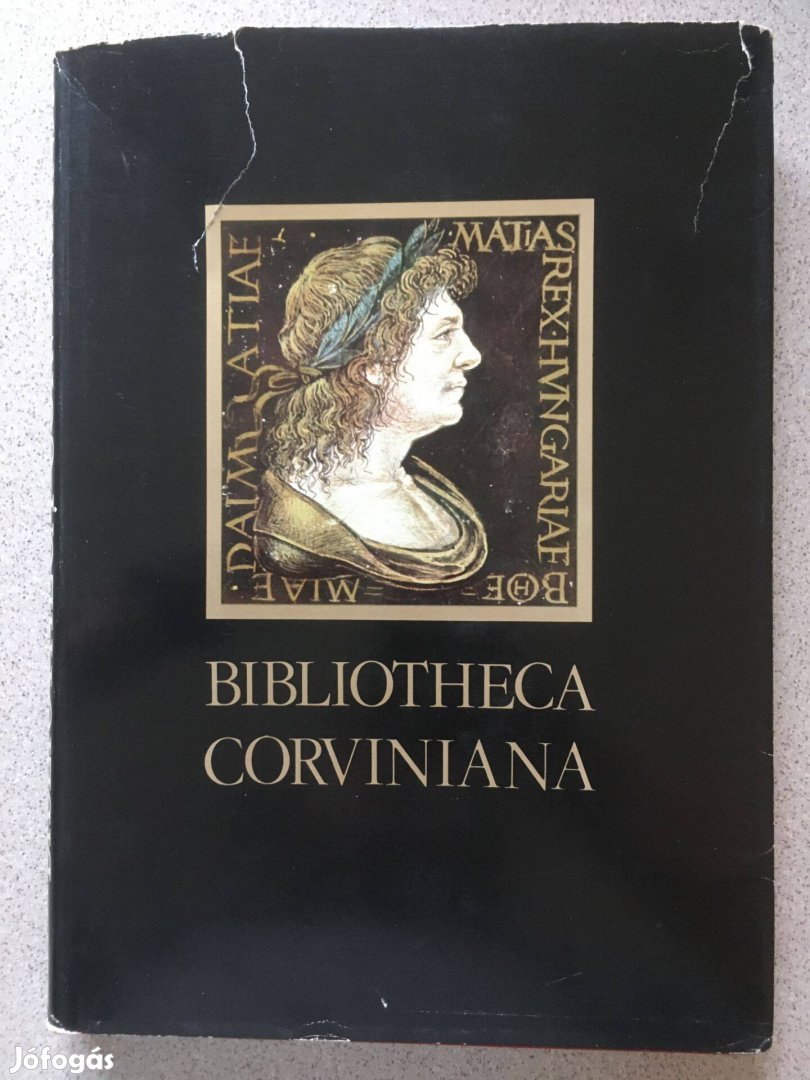 ·MATiAS
REX·HVNGARIAE
BOHE=
=MIAE·
DALMATIAE·
BIBLIOTHECA
CORVINIANA
Jófogás